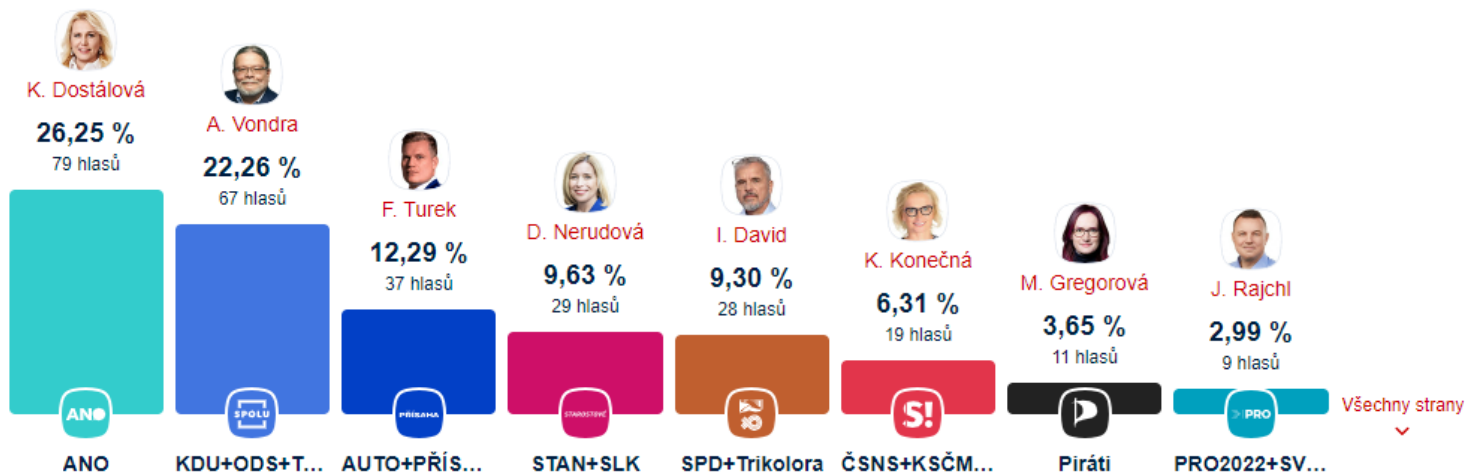 K. Dostálová
26,25 %
79 hlasů
ANO
ANO
A. Vondra
22,26 %
67 hlasů
SPOLU
KDU+ODS+T...
F. Turek
12,29 %
37 hlasů
PŘÍSAHA
AUTO+PŘÍS...
D. Nerudová
9,63 %
29 hlasů
STAROSTOVÉ
STAN+SLK
I. David
9,30 %
28 hlasů
SPD+Trikolora
K. Konečná
6,31 %
19 hlasů
S!
ČSNS+KSČM...
M. Gregorová
3,65 %
11 hlasů
Piráti
J. Rajchl
2,99 %
9 hlasů
PRO
PRO2022+SV...
Všechny strany